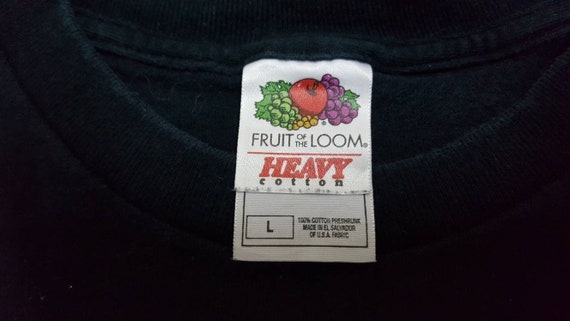 FRUIT OF THE LOOM®
HEAVY
cotton
L
100% COTTON PRESHRUNK
MADE IN EL SALVADOR
OF U.S.A. FABRIC